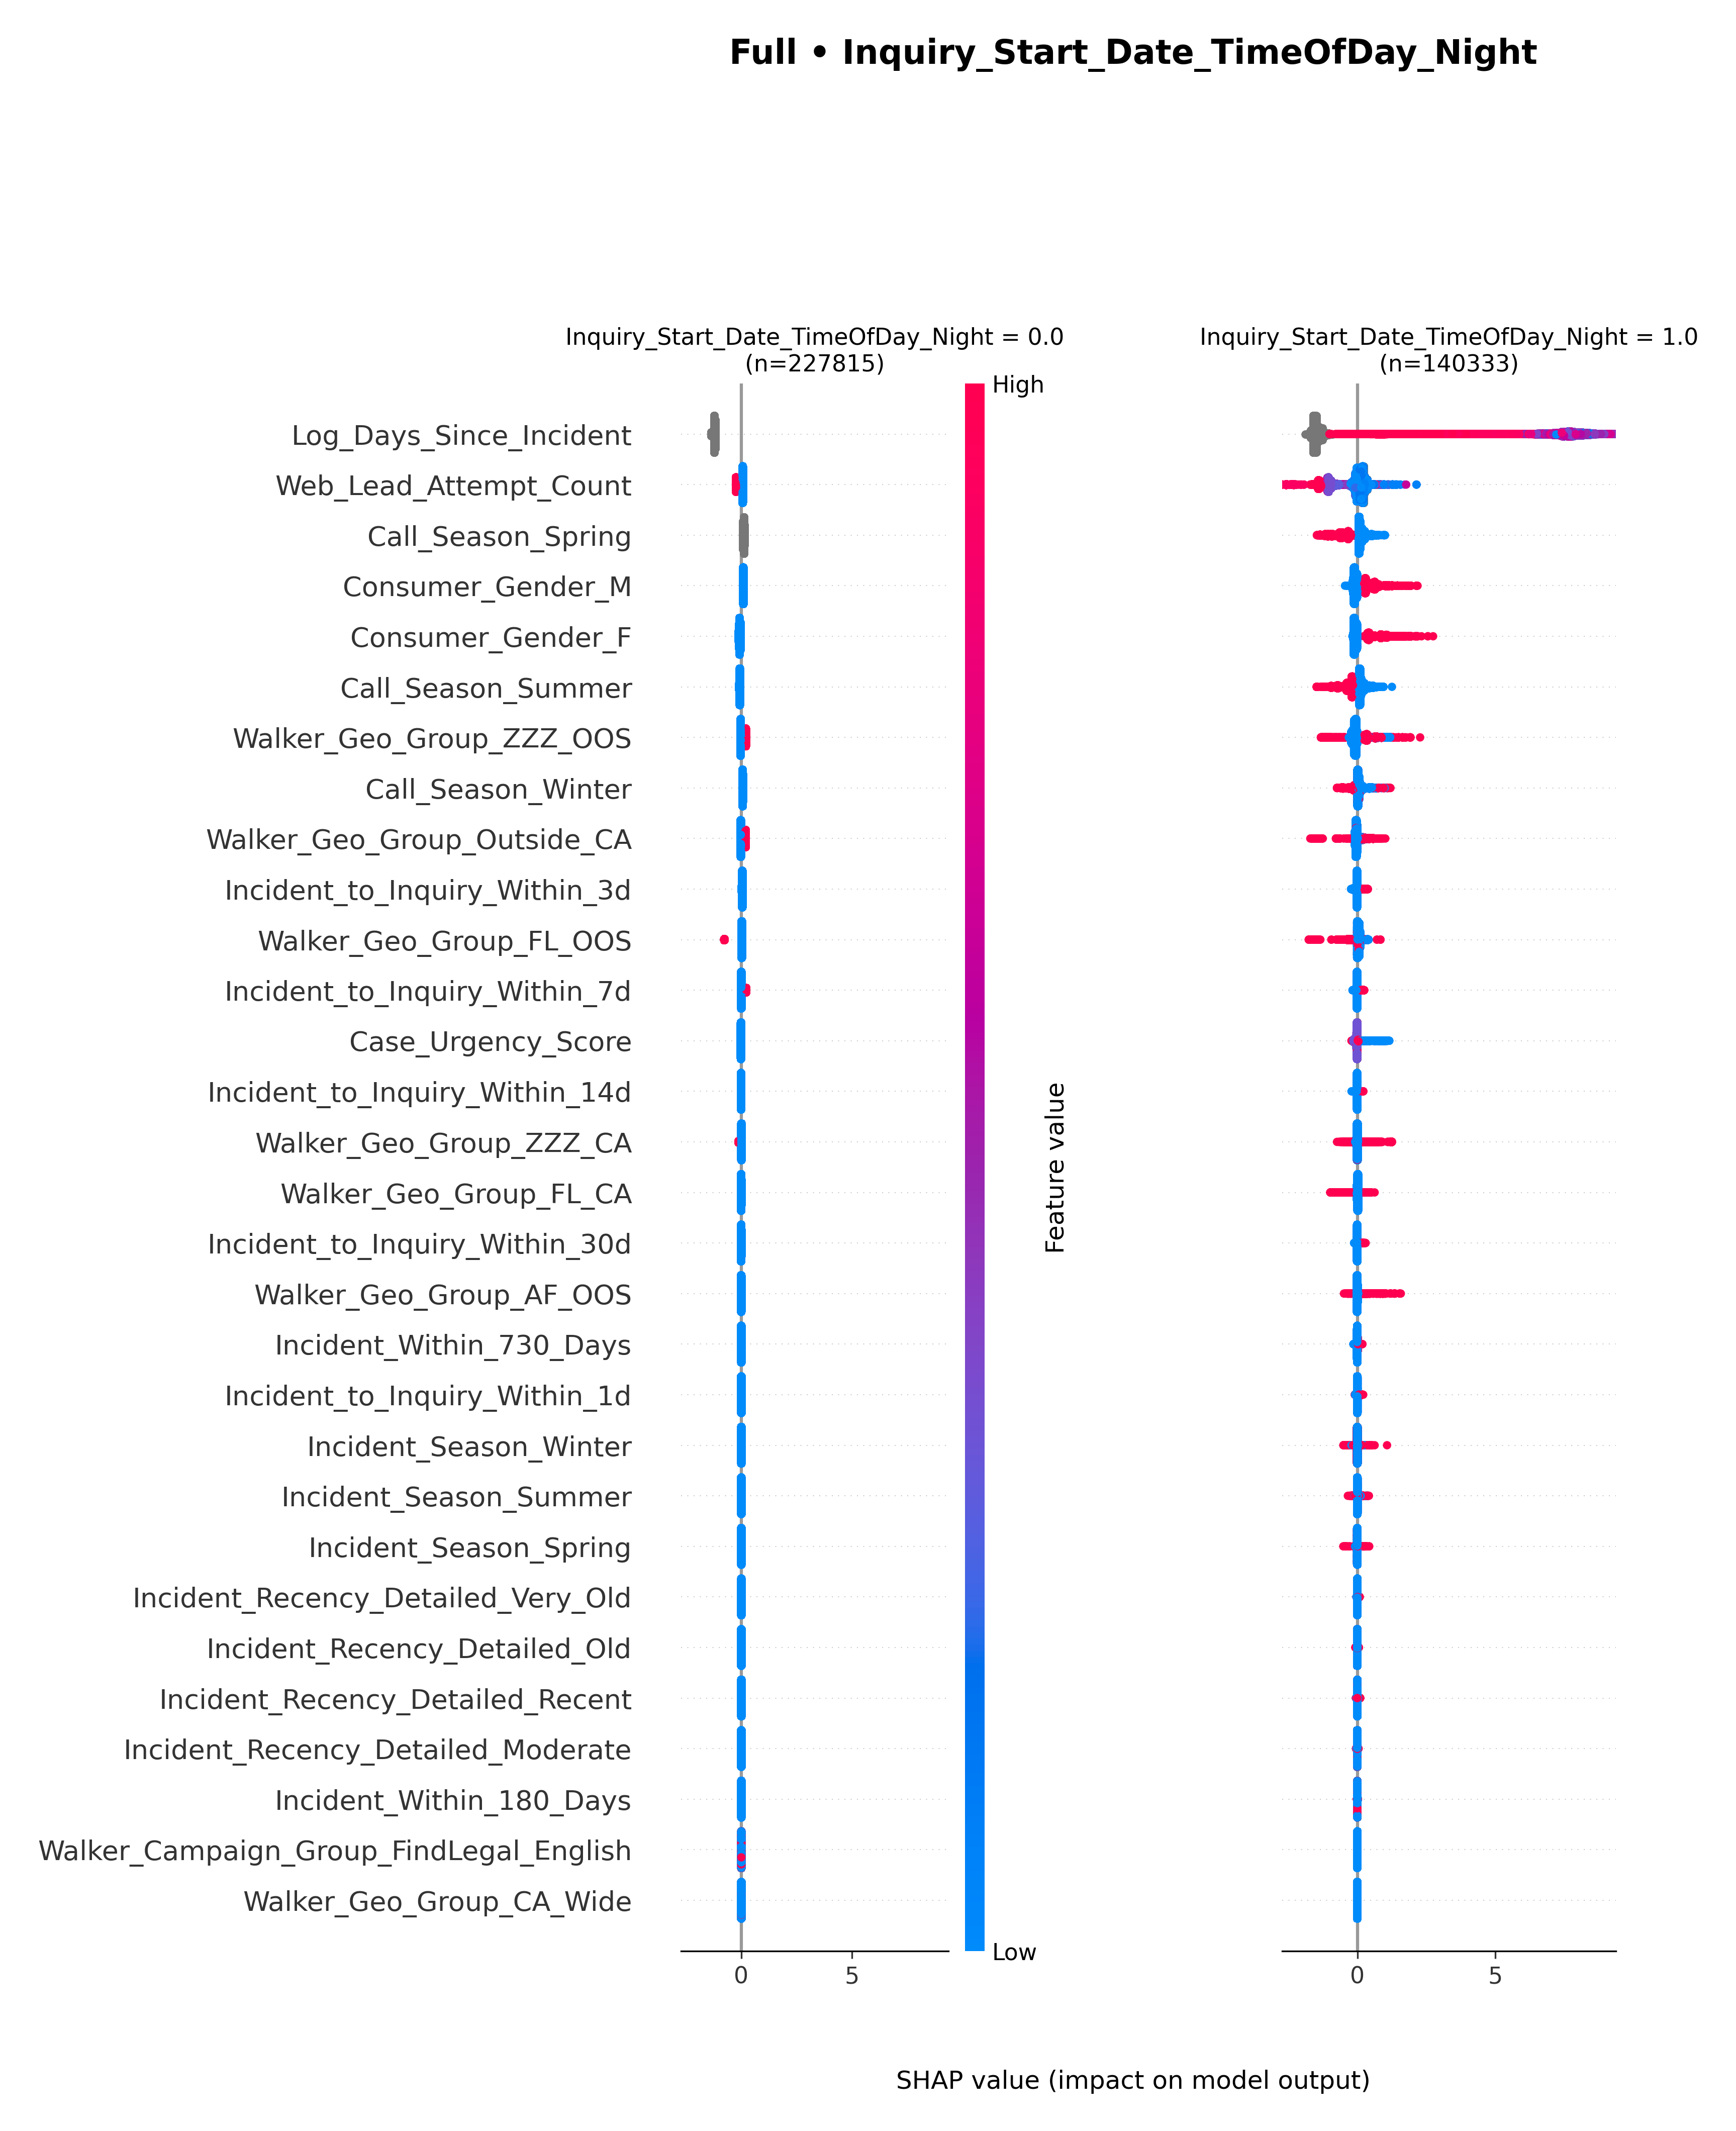 Full • Inquiry_Start_Date_TimeOfDay_Night
Inquiry_Start_Date_TimeOfDay_Night = 0.0
(n=227815)
Inquiry_Start_Date_TimeOfDay_Night = 1.0
(n=140333)
High
Log_Days_Since_Incident
Web_Lead_Attempt_Count
Call_Season_Spring
Consumer_Gender_M
Consumer_Gender_F
Call_Season_Summer
Walker_Geo_Group_ZZZ_OOS
Call_Season_Winter
Walker_Geo_Group_Outside_CA
Incident_to_Inquiry_Within_3d
Walker_Geo_Group_FL_OOS
Incident_to_Inquiry_Within_7d
Case_Urgency_Score
Incident_to_Inquiry_Within_14d
Walker_Geo_Group_ZZZ_CA
Walker_Geo_Group_FL_CA
Incident_to_Inquiry_Within_30d
Walker_Geo_Group_AF_OOS
Incident_Within_730_Days
Incident_to_Inquiry_Within_1d
Incident_Season_Winter
Incident_Season_Summer
Incident_Season_Spring
Incident_Recency_Detailed_Very_Old
Incident_Recency_Detailed_Old
Incident_Recency_Detailed_Recent
Incident_Recency_Detailed_Moderate
Incident_Within_180_Days
Walker_Campaign_Group_FindLegal_English
Walker_Geo_Group_CA_Wide
Feature value
Low
0 5
0 5
SHAP value (impact on model output)